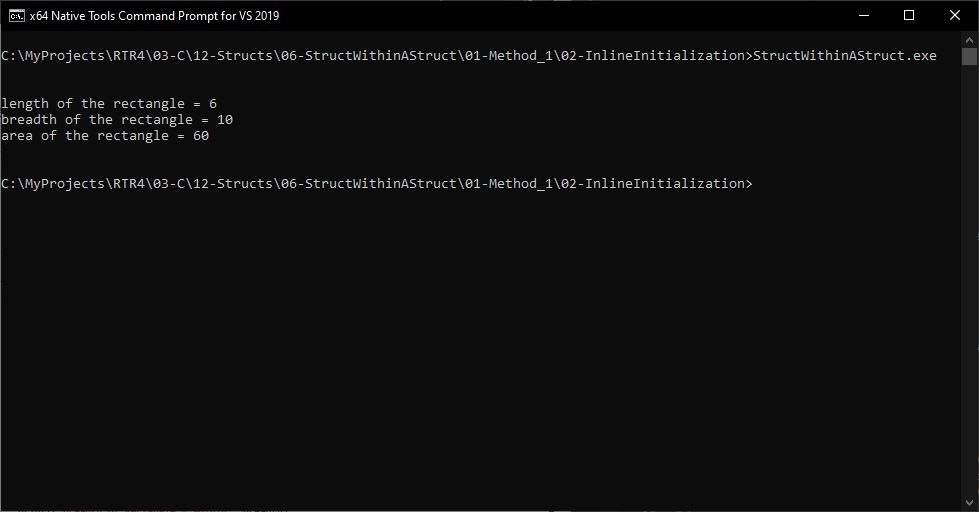 x64 Native Tools Command Prompt for VS 2019
C:\MyProjects\RTR4\03-C\12-Structs\06-StructWithinAStruct\01-Method_1\02-InlineInitialization>StructWithinAStruct.exe
length of the rectangle = 6
breadth of the rectangle = 10
area of the rectangle = 60
C:\MyProjects\RTR4\03-C\12-Structs\06-StructWithinAStruct\01-Method_1\02-InlineInitialization>